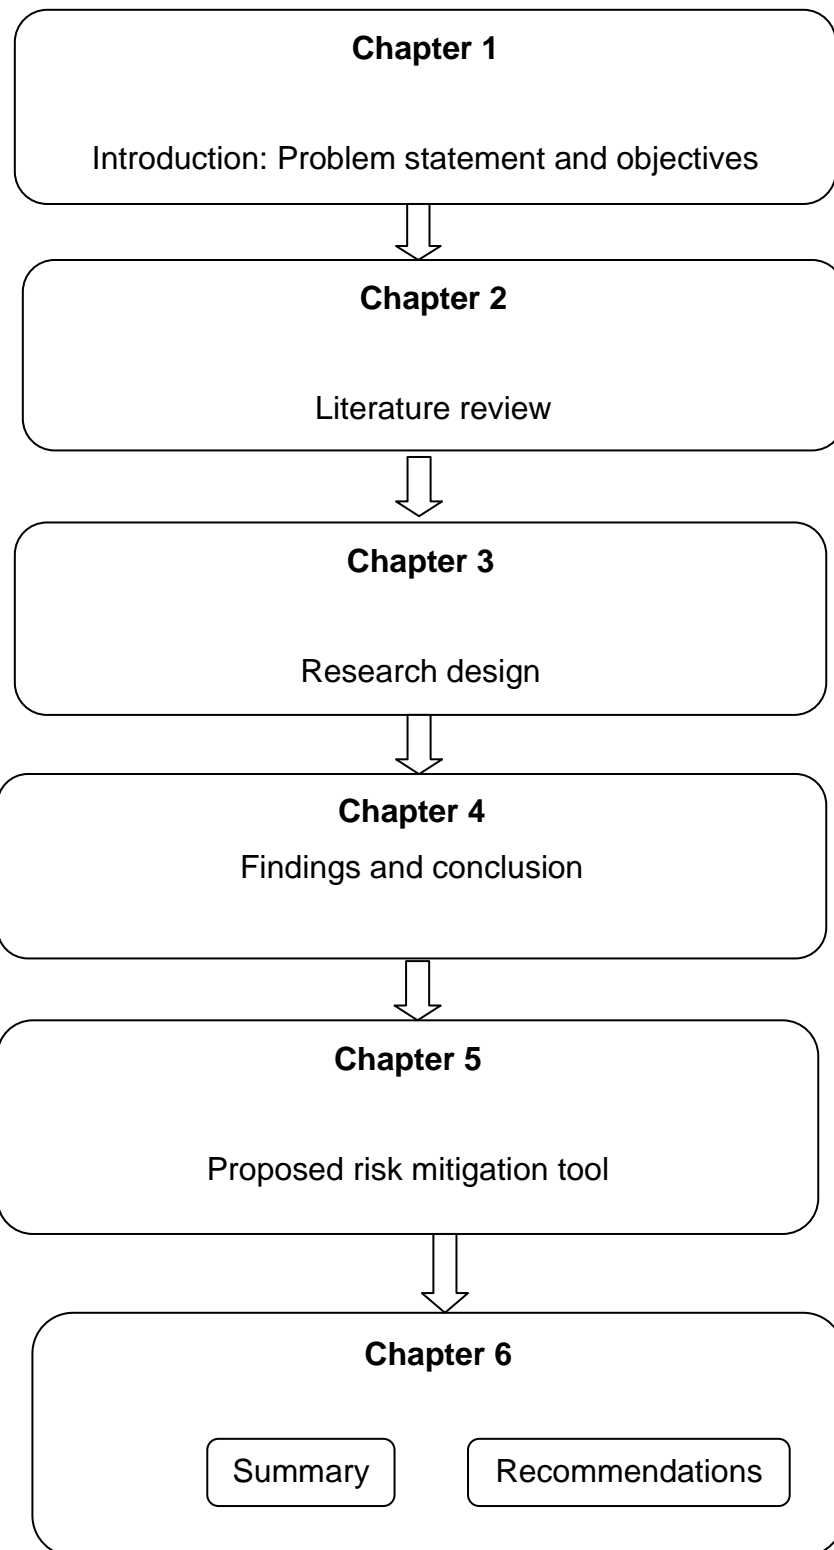 Chapter 1
Introduction: Problem statement and objectives
Chapter 2
Literature review
Chapter 3
Research design
Chapter 4
Findings and conclusion
Chapter 5
Proposed risk mitigation tool
Chapter 6
Summary
Recommendations